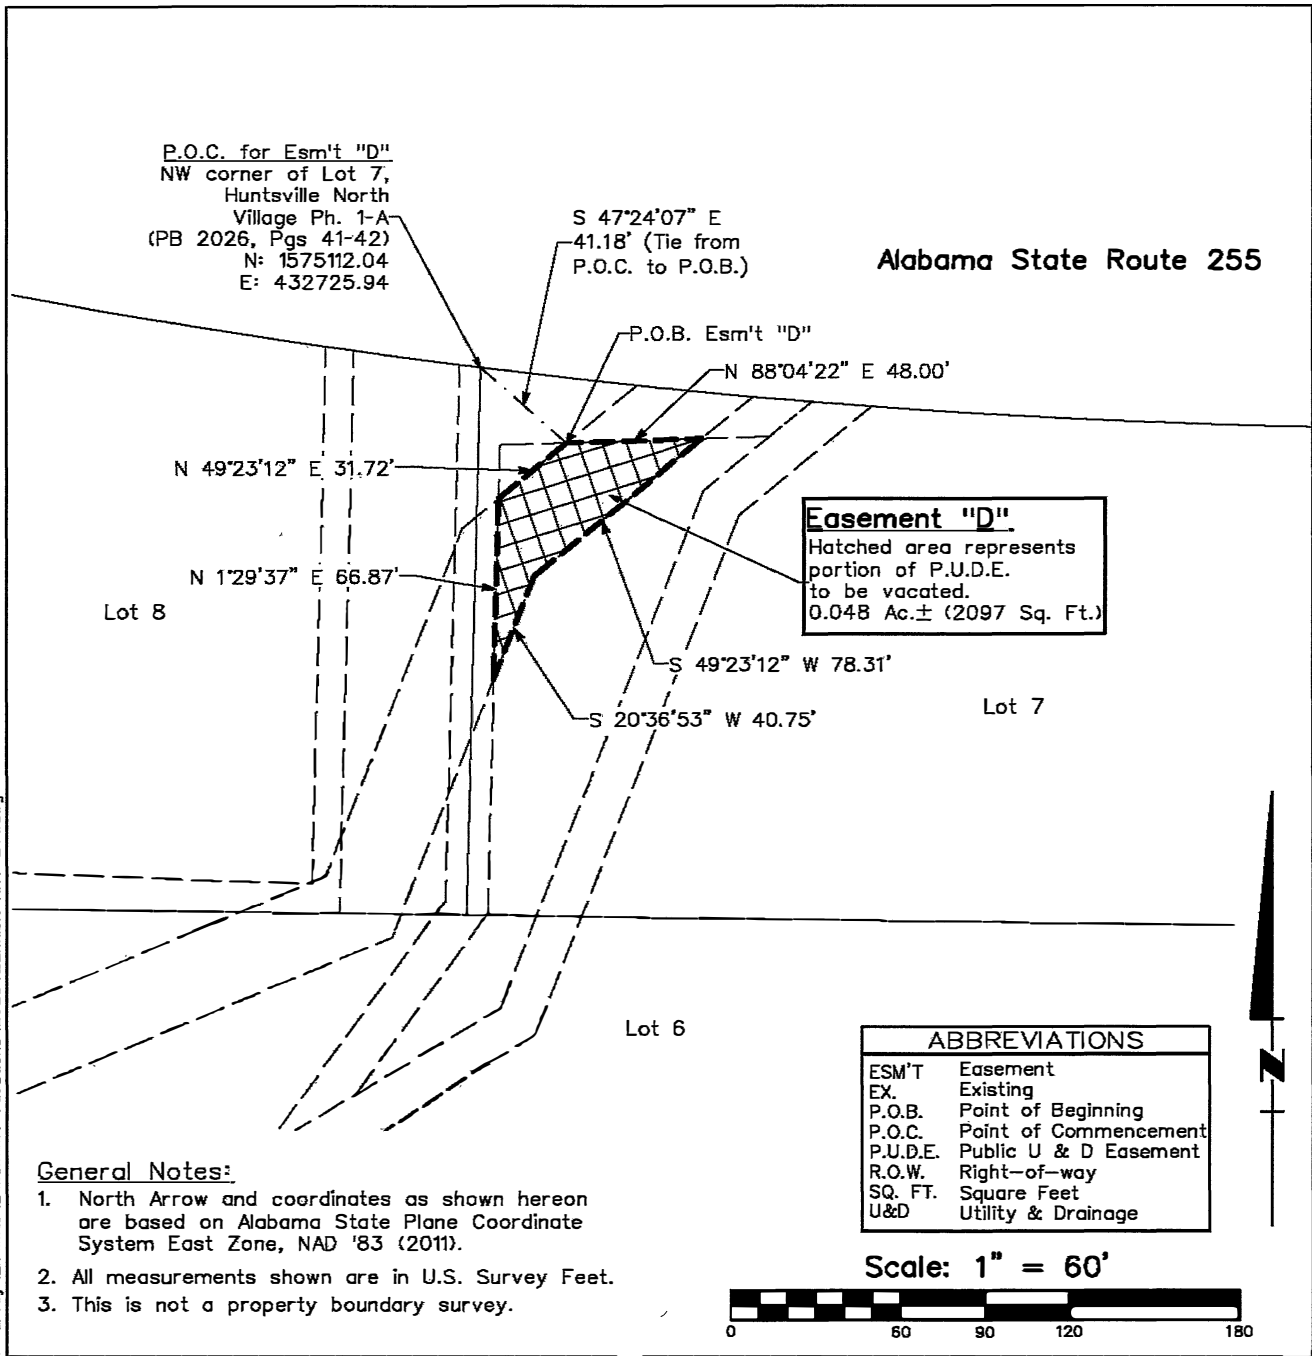 P.O.C. for Esm't "D"
NW corner of Lot 7,
Huntsville North
Village Ph. 1-A
(PB 2026, Pgs 41-42)
N: 1575112.04
E: 432725.94
S 47°24'07" E
41.18' (Tie from
P.O.C. to P.O.B.)
Alabama State Route 255
P.O.B. Esm't "D"
N 88°04'22" E 48.00'
N 49°23'12" E 31.72'
N 1°29'37" E 66.87'
Easement "D"
Hatched area represents
portion of P.U.D.E.
to be vacated.
0.048 Ac.± (2097 Sq. Ft.)
Lot 8
S 49°23'12" W 78.31'
S 20°36'53" W 40.75'
Lot 7
Lot 6
ABBREVIATIONS
ESM'T Easement
EX. Existing
P.O.B. Point of Beginning
P.O.C. Point of Commencement
P.U.D.E. Public U & D Easement
R.O.W. Right-of-way
SQ. FT. Square Feet
U&D Utility & Drainage
N
General Notes:
1. North Arrow and coordinates as shown hereon
are based on Alabama State Plane Coordinate
System East Zone, NAD '83 (2011).
2. All measurements shown are in U.S. Survey Feet.
3. This is not a property boundary survey.
Scale: 1" = 60'
0 60 90 120 180